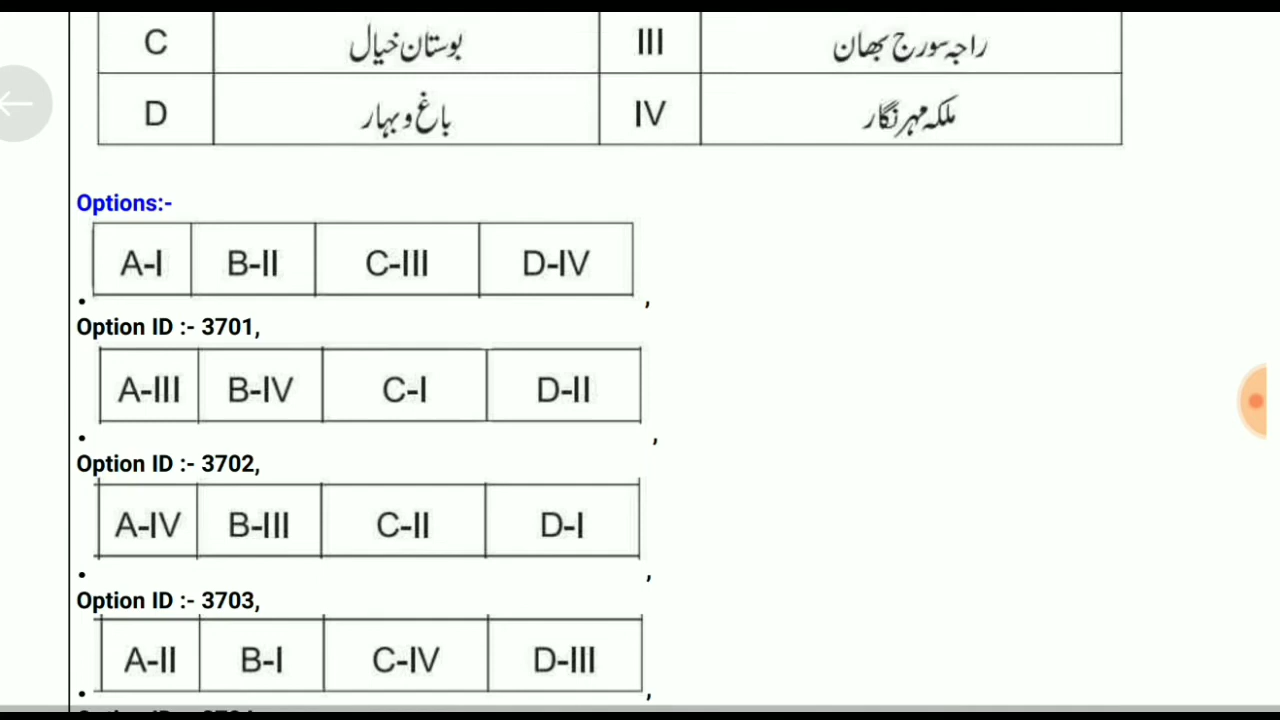 C بوستان خیال III راجہ سورج بھان
D باغ و بہار IV ملکہ مہر نگار
Options:-
A-I B-II C-III D-IV
,
Option ID :- 3701,
A-III B-IV C-I D-II
,
Option ID :- 3702,
A-IV B-III C-II D-I
,
Option ID :- 3703,
A-II B-I C-IV D-III
,